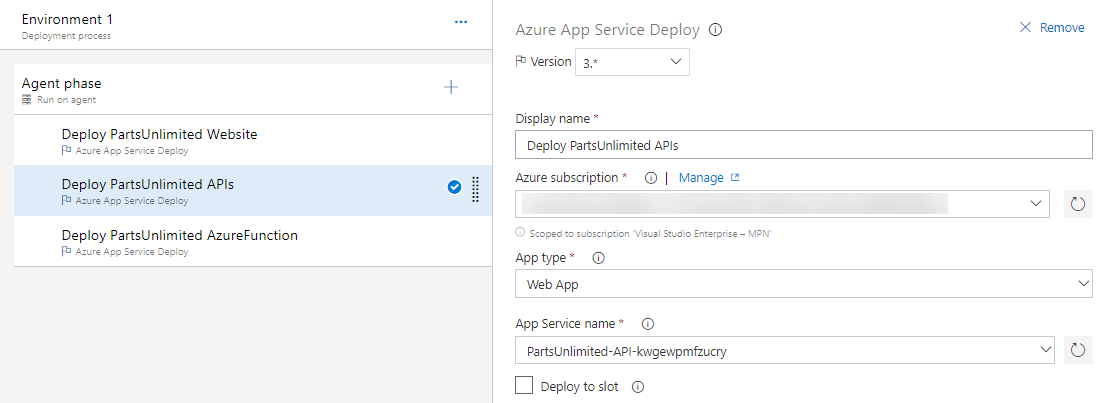 Environment 1
Deployment process
Agent phase
Run on agent
Deploy PartsUnlimited Website
Azure App Service Deploy
Deploy PartsUnlimited APIs
Azure App Service Deploy
Deploy PartsUnlimited AzureFunction
Azure App Service Deploy
Azure App Service Deploy
Remove
Version 3.*
Display name *
Deploy PartsUnlimited APIs
Azure subscription * | Manage
Scoped to subscription 'Visual Studio Enterprise – MPN'
App type *
Web App
App Service name *
PartsUnlimited-API-kwgewpmfzucry
Deploy to slot